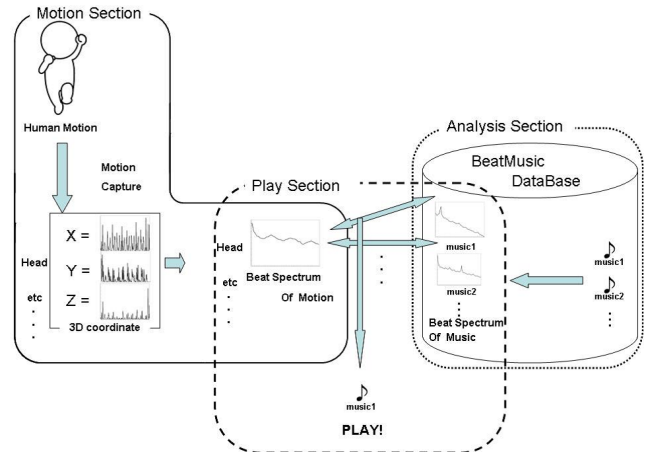 Motion Section
Human Motion
Motion
Capture
Head
etc
X =
Y =
Z =
3D coordinate
Play Section
Head
etc
Beat Spectrum
Of Motion
music1
PLAY!
Analysis Section
BeatMusic
DataBase
music1
music2
Beat Spectrum
Of Music
music1
music2